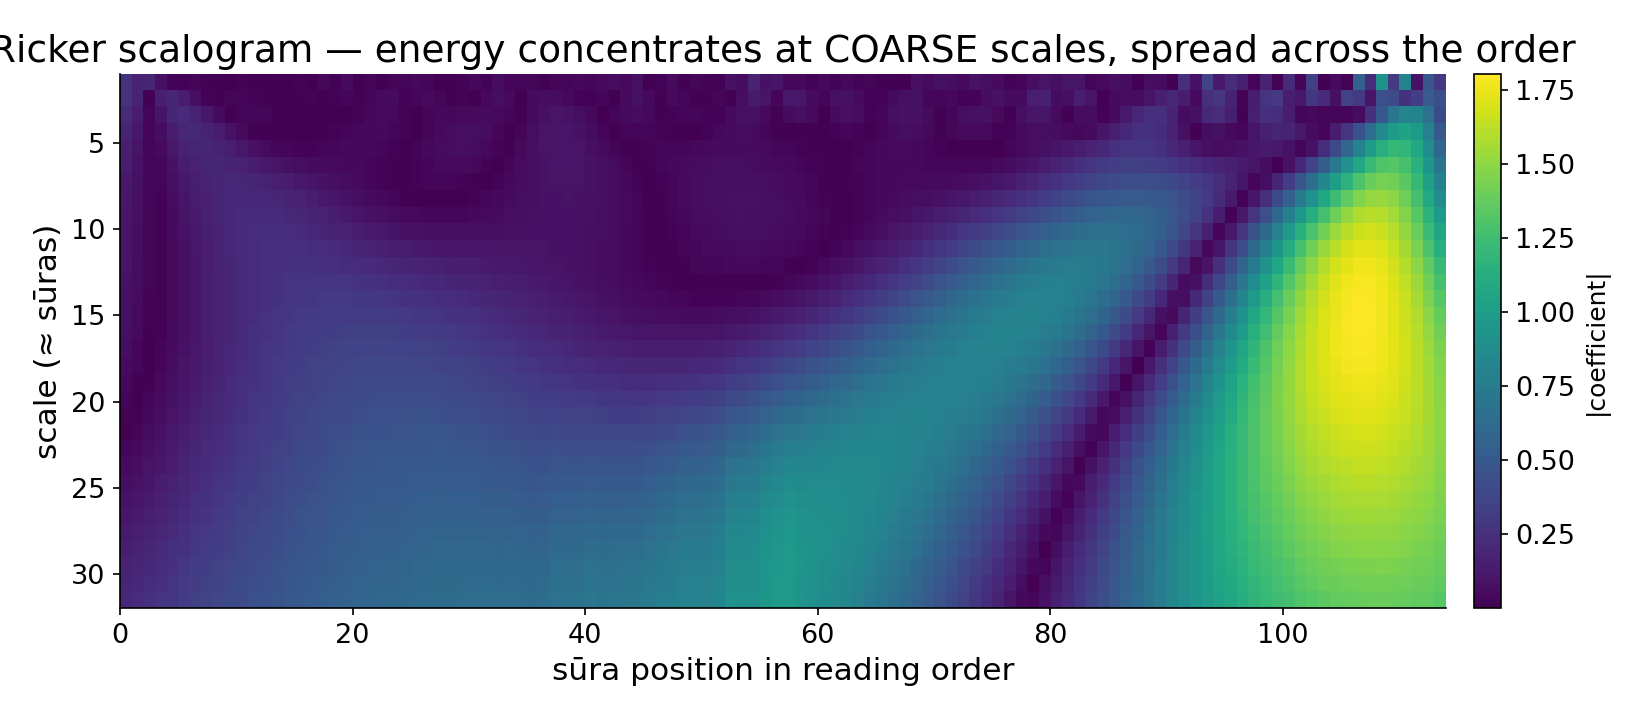 Ricker scalogram — energy concentrates at COARSE scales, spread across the order
scale (≈ sūras)
5
10
15
20
25
30
0 20 40 60 80 100
sūra position in reading order
1.75
1.50
1.25
1.00
0.75
0.50
0.25
|coefficient|